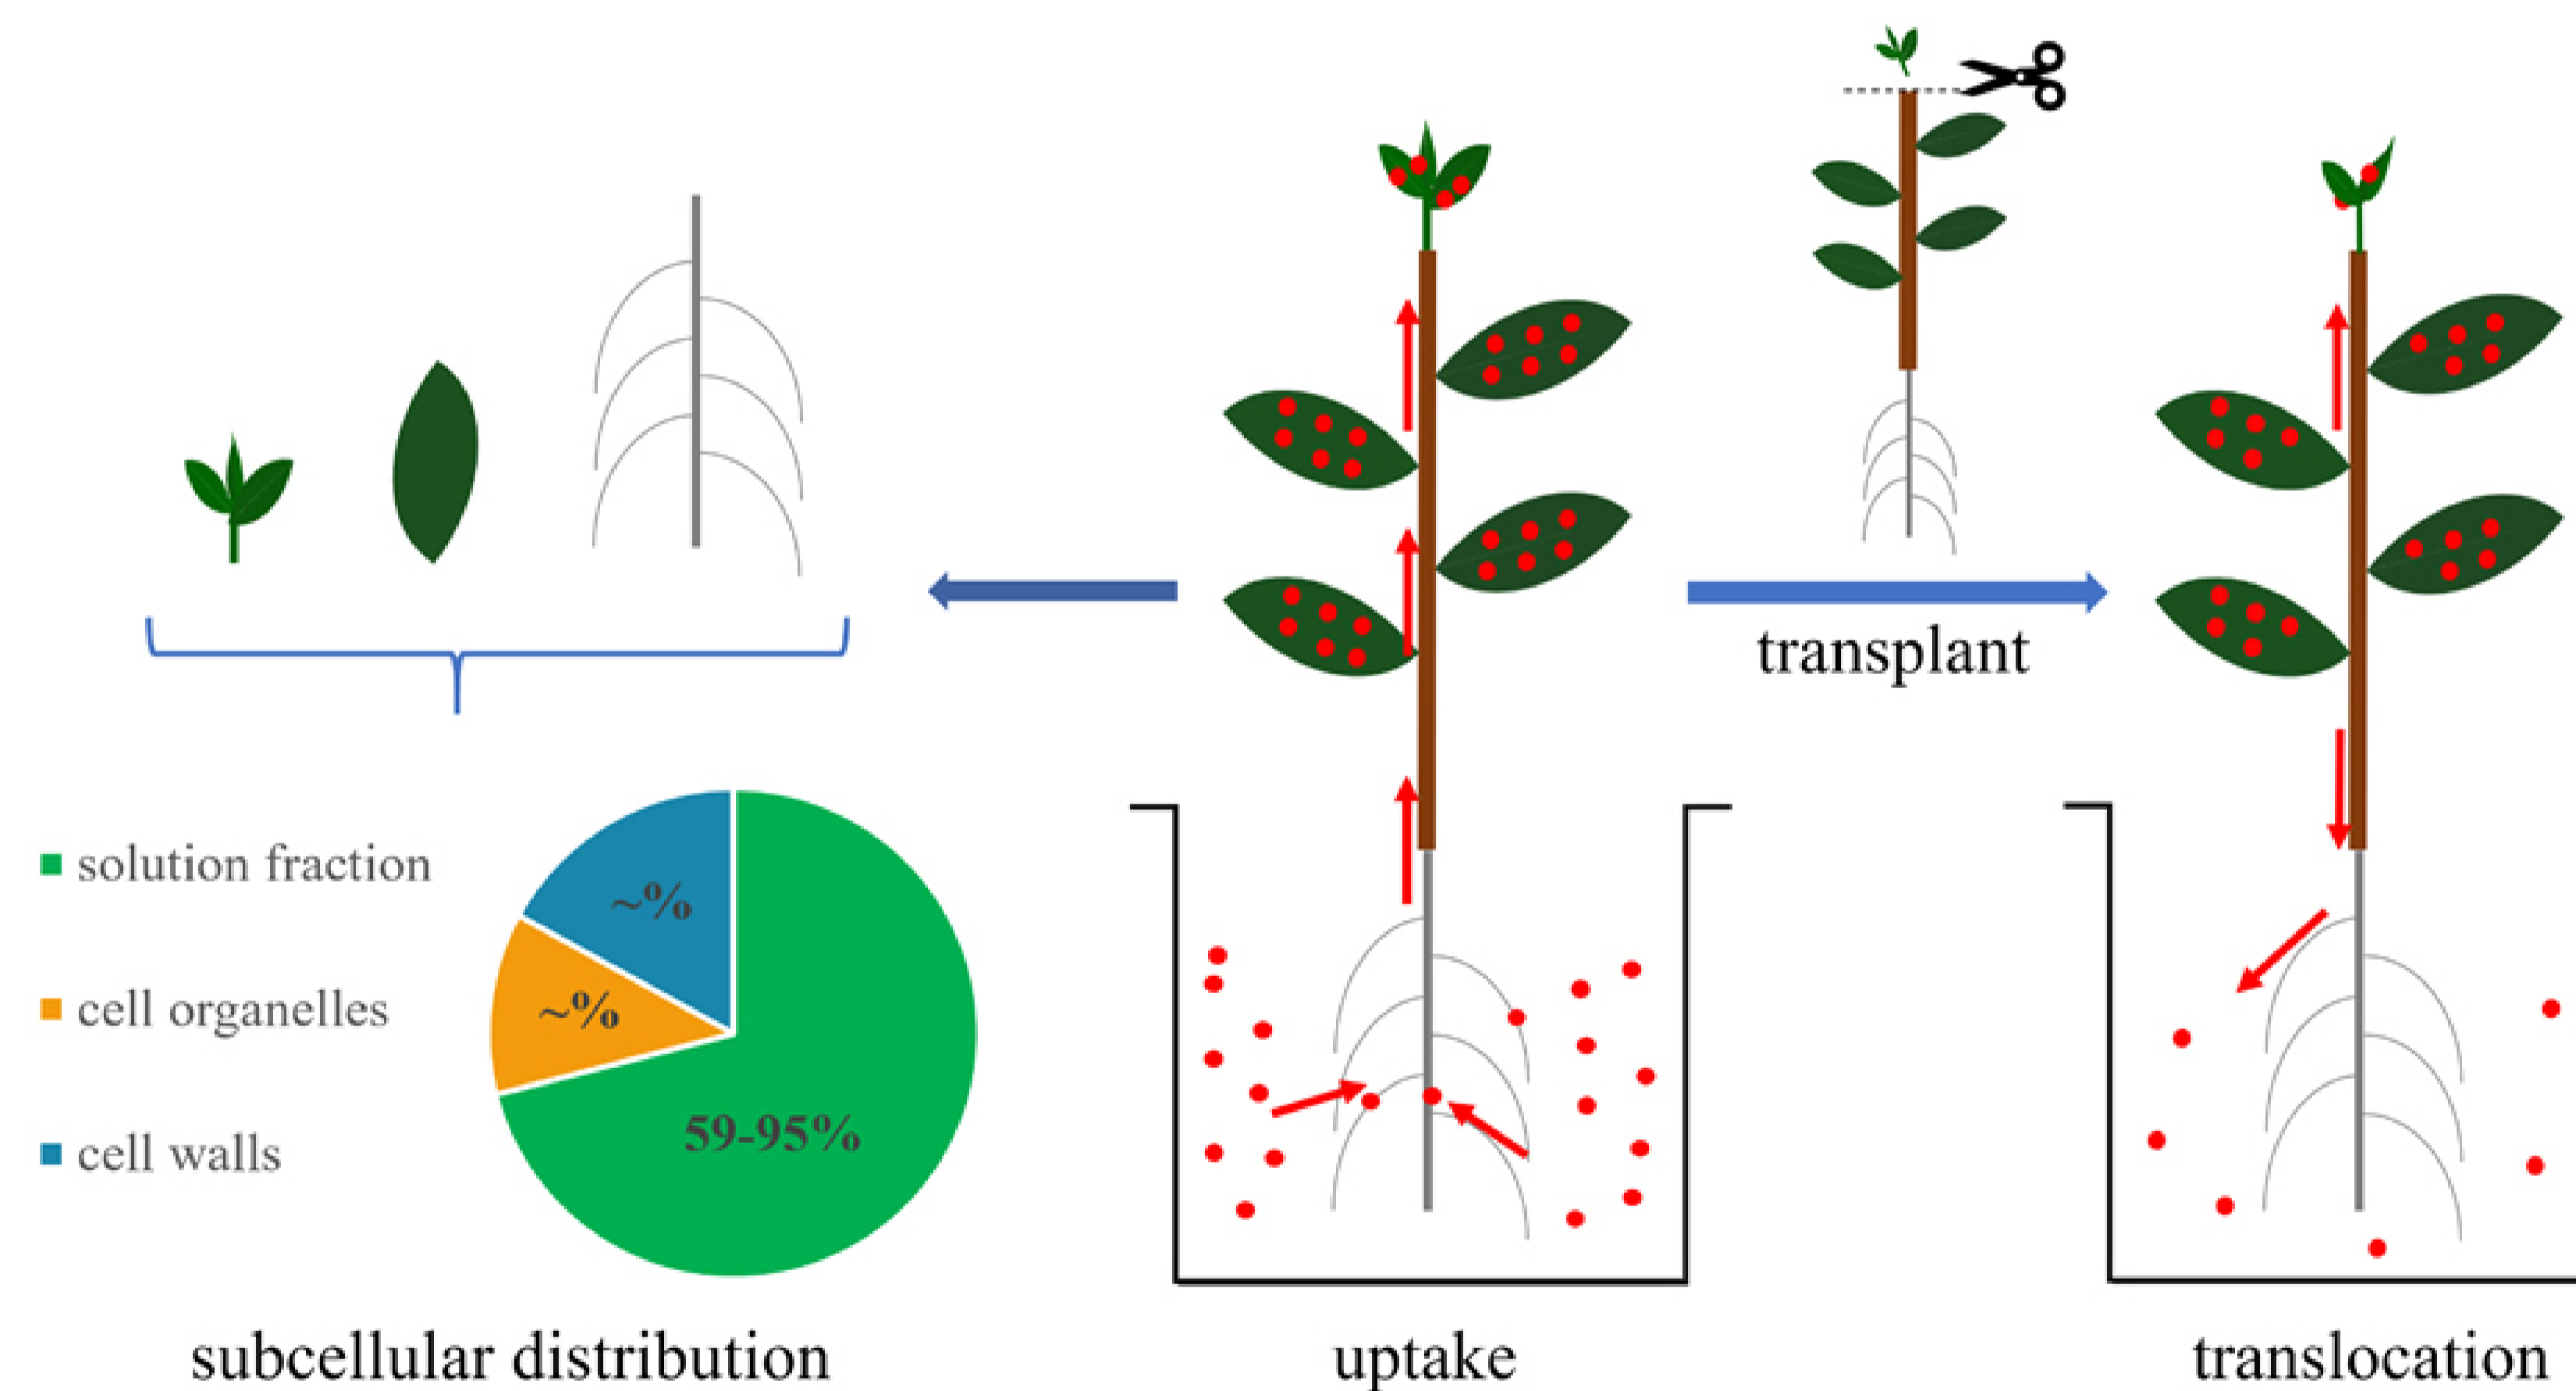 transplant
solution fraction
cell organelles
cell walls
~%
~%
59-95%
subcellular distribution
uptake
translocation